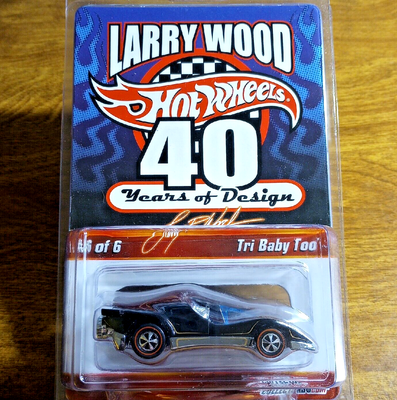 LARRY WOOD
Hot Wheels
40
Years of Design
of 6
Tri Baby Too